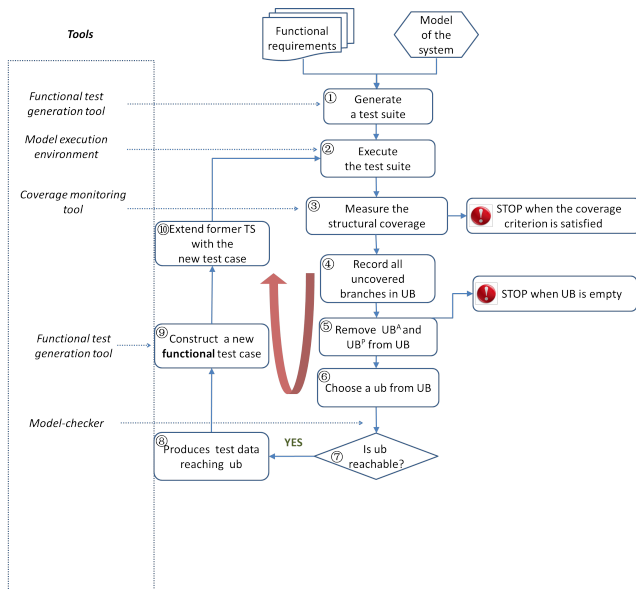 Tools
Functional
requirements
Model
of the
system
Functional test
generation tool
① Generate
a test suite
Model execution
environment
② Execute
the test suite
Coverage monitoring
tool
③ Measure the
structural coverage
STOP when the coverage
criterion is satisfied
⑩ Extend former TS
with the
new test case
④ Record all
uncovered
branches in UB
STOP when UB is empty
⑤ Remove UBᴬ and
UBᴾ from UB
Functional test
generation tool
⑨ Construct a new
functional test case
⑥ Choose a ub from UB
Model-checker
⑧ Produces test data
reaching ub
YES
⑦ Is ub
reachable?